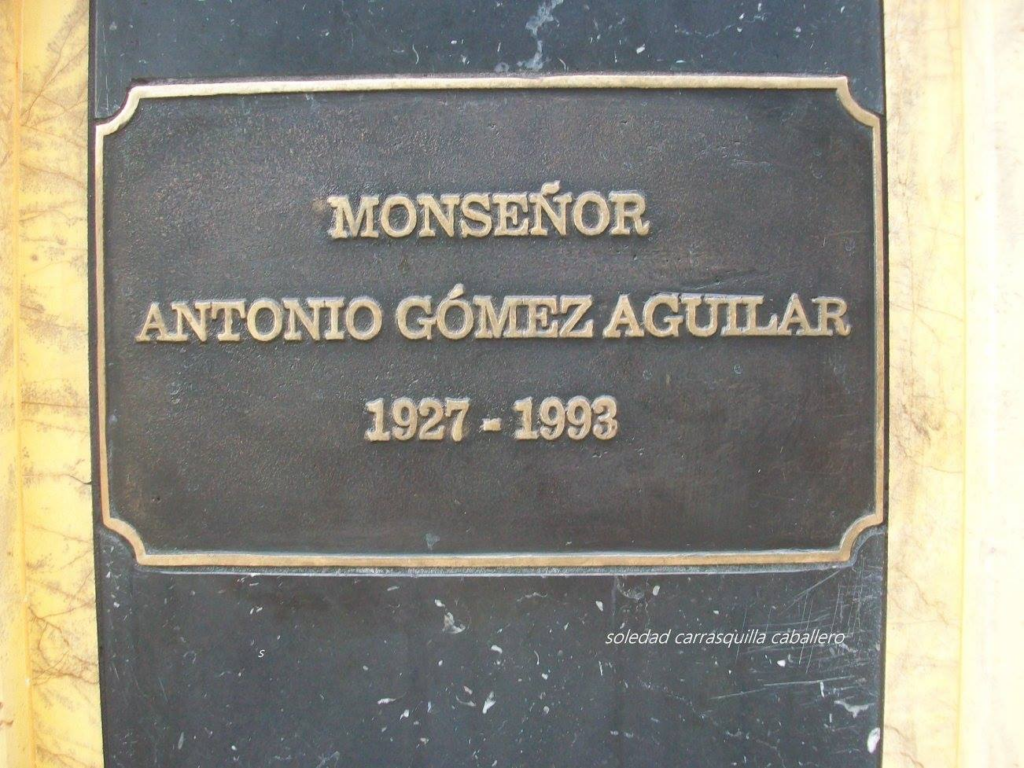 MONSEÑOR
ANTONIO GÓMEZ AGUILAR
1927 - 1993
soledad carrasquilla caballero
s